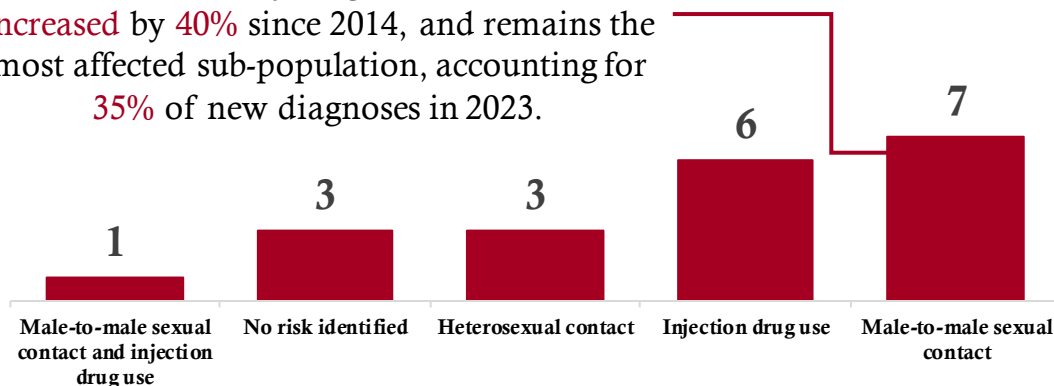 increased by 40% since 2014, and remains the
most affected sub-population, accounting for
35% of new diagnoses in 2023.
7
6
3
3
1
Male-to-male sexual
contact and injection
drug use
No risk identified
Heterosexual contact
Injection drug use
Male-to-male sexual
contact